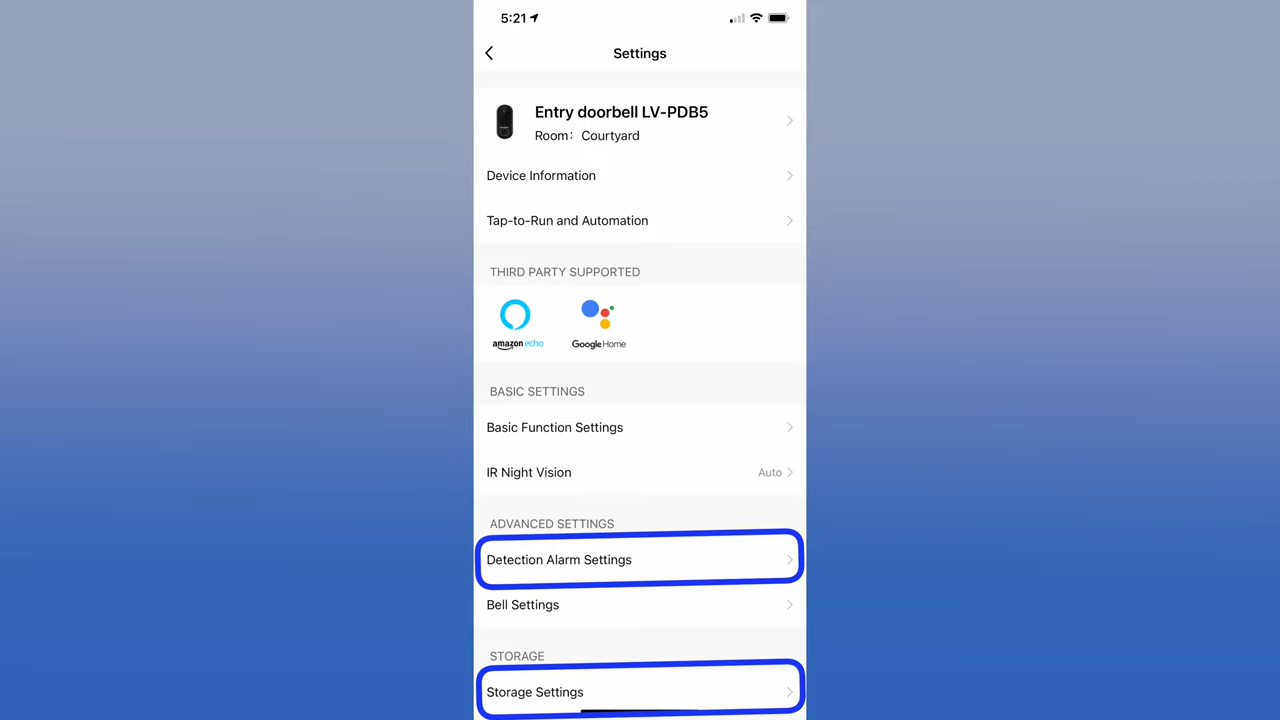 5:21
Settings
Entry doorbell LV-PDB5
Room: Courtyard
Device Information
Tap-to-Run and Automation
THIRD PARTY SUPPORTED
amazon echo
Google Home
BASIC SETTINGS
Basic Function Settings
IR Night Vision Auto
ADVANCED SETTINGS
Detection Alarm Settings
Bell Settings
STORAGE
Storage Settings